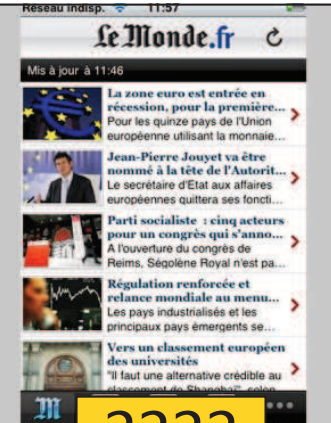 Réseau indisp. 11:57
Le Monde.fr
Mis à jour à 11:46
La zone euro est entrée en
récession, pour la première...
Pour les quinze pays de l'Union
européenne utilisant la monnaie...
Jean-Pierre Jouyet va être
nommé à la tête de l'Autorit...
Le secrétaire d'Etat aux affaires
européennes quittera ses foncti...
Parti socialiste : cinq acteurs
pour un congrès qui s'anno...
A l'ouverture du congrès de
Reims, Ségolène Royal n'est pa...
Régulation renforcée et
relance mondiale au menu...
Les pays industrialisés et les
principaux pays émergents se...
Vers un classement européen
des universités
"Il faut une alternative crédible au
classement de Shanghai", selon
M
????